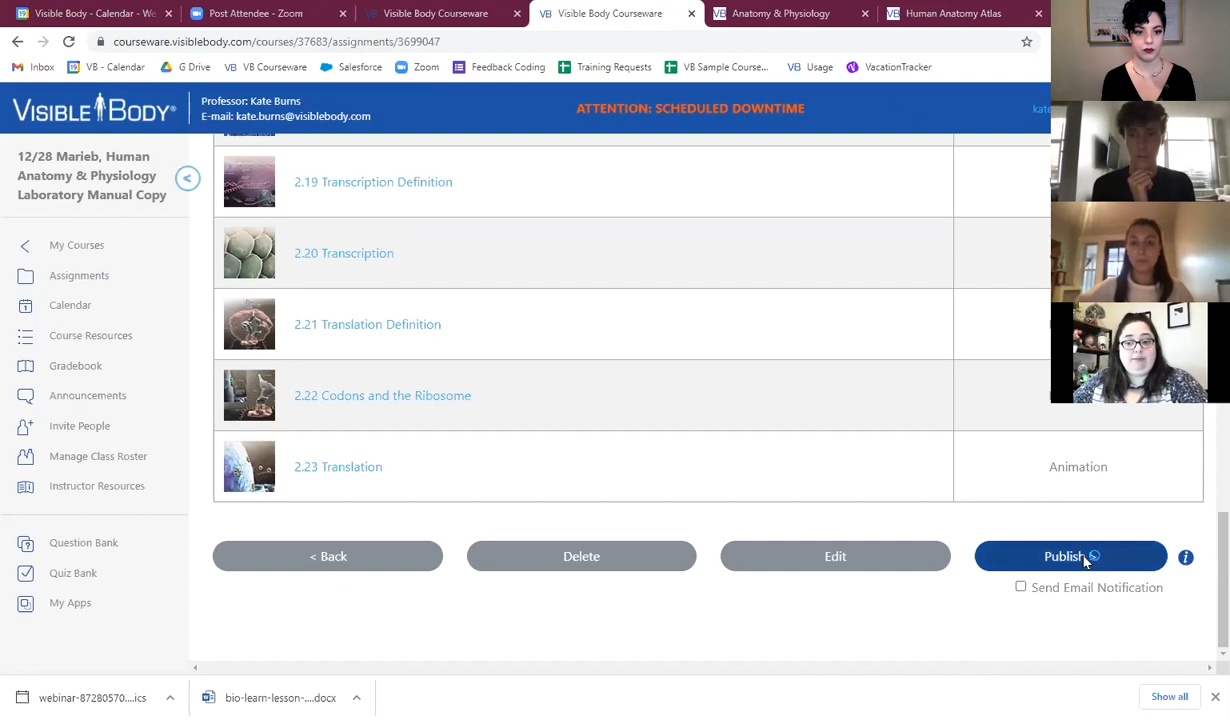 Visible Body - Calendar - We
Post Attendee - Zoom
Visible Body Courseware
Visible Body Courseware
Anatomy & Physiology
Human Anatomy Atlas
courseware.visiblebody.com/courses/37683/assignments/3699047
Inbox
VB - Calendar
G Drive
VB Courseware
Salesforce
Zoom
Feedback Coding
Training Requests
VB Sample Course...
Usage
VacationTracker
VISIBLE BODY®
Professor: Kate Burns
E-mail: kate.burns@visiblebody.com
ATTENTION: SCHEDULED DOWNTIME
kate
12/28 Marieb, Human
Anatomy & Physiology
Laboratory Manual Copy
My Courses
Assignments
Calendar
Course Resources
Gradebook
Announcements
Invite People
Manage Class Roster
Instructor Resources
Question Bank
Quiz Bank
My Apps
2.19 Transcription Definition
2.20 Transcription
2.21 Translation Definition
2.22 Codons and the Ribosome
2.23 Translation
Animation
< Back
Delete
Edit
Publish
Send Email Notification
webinar-87280570....ics
bio-learn-lesson-....docx
Show all